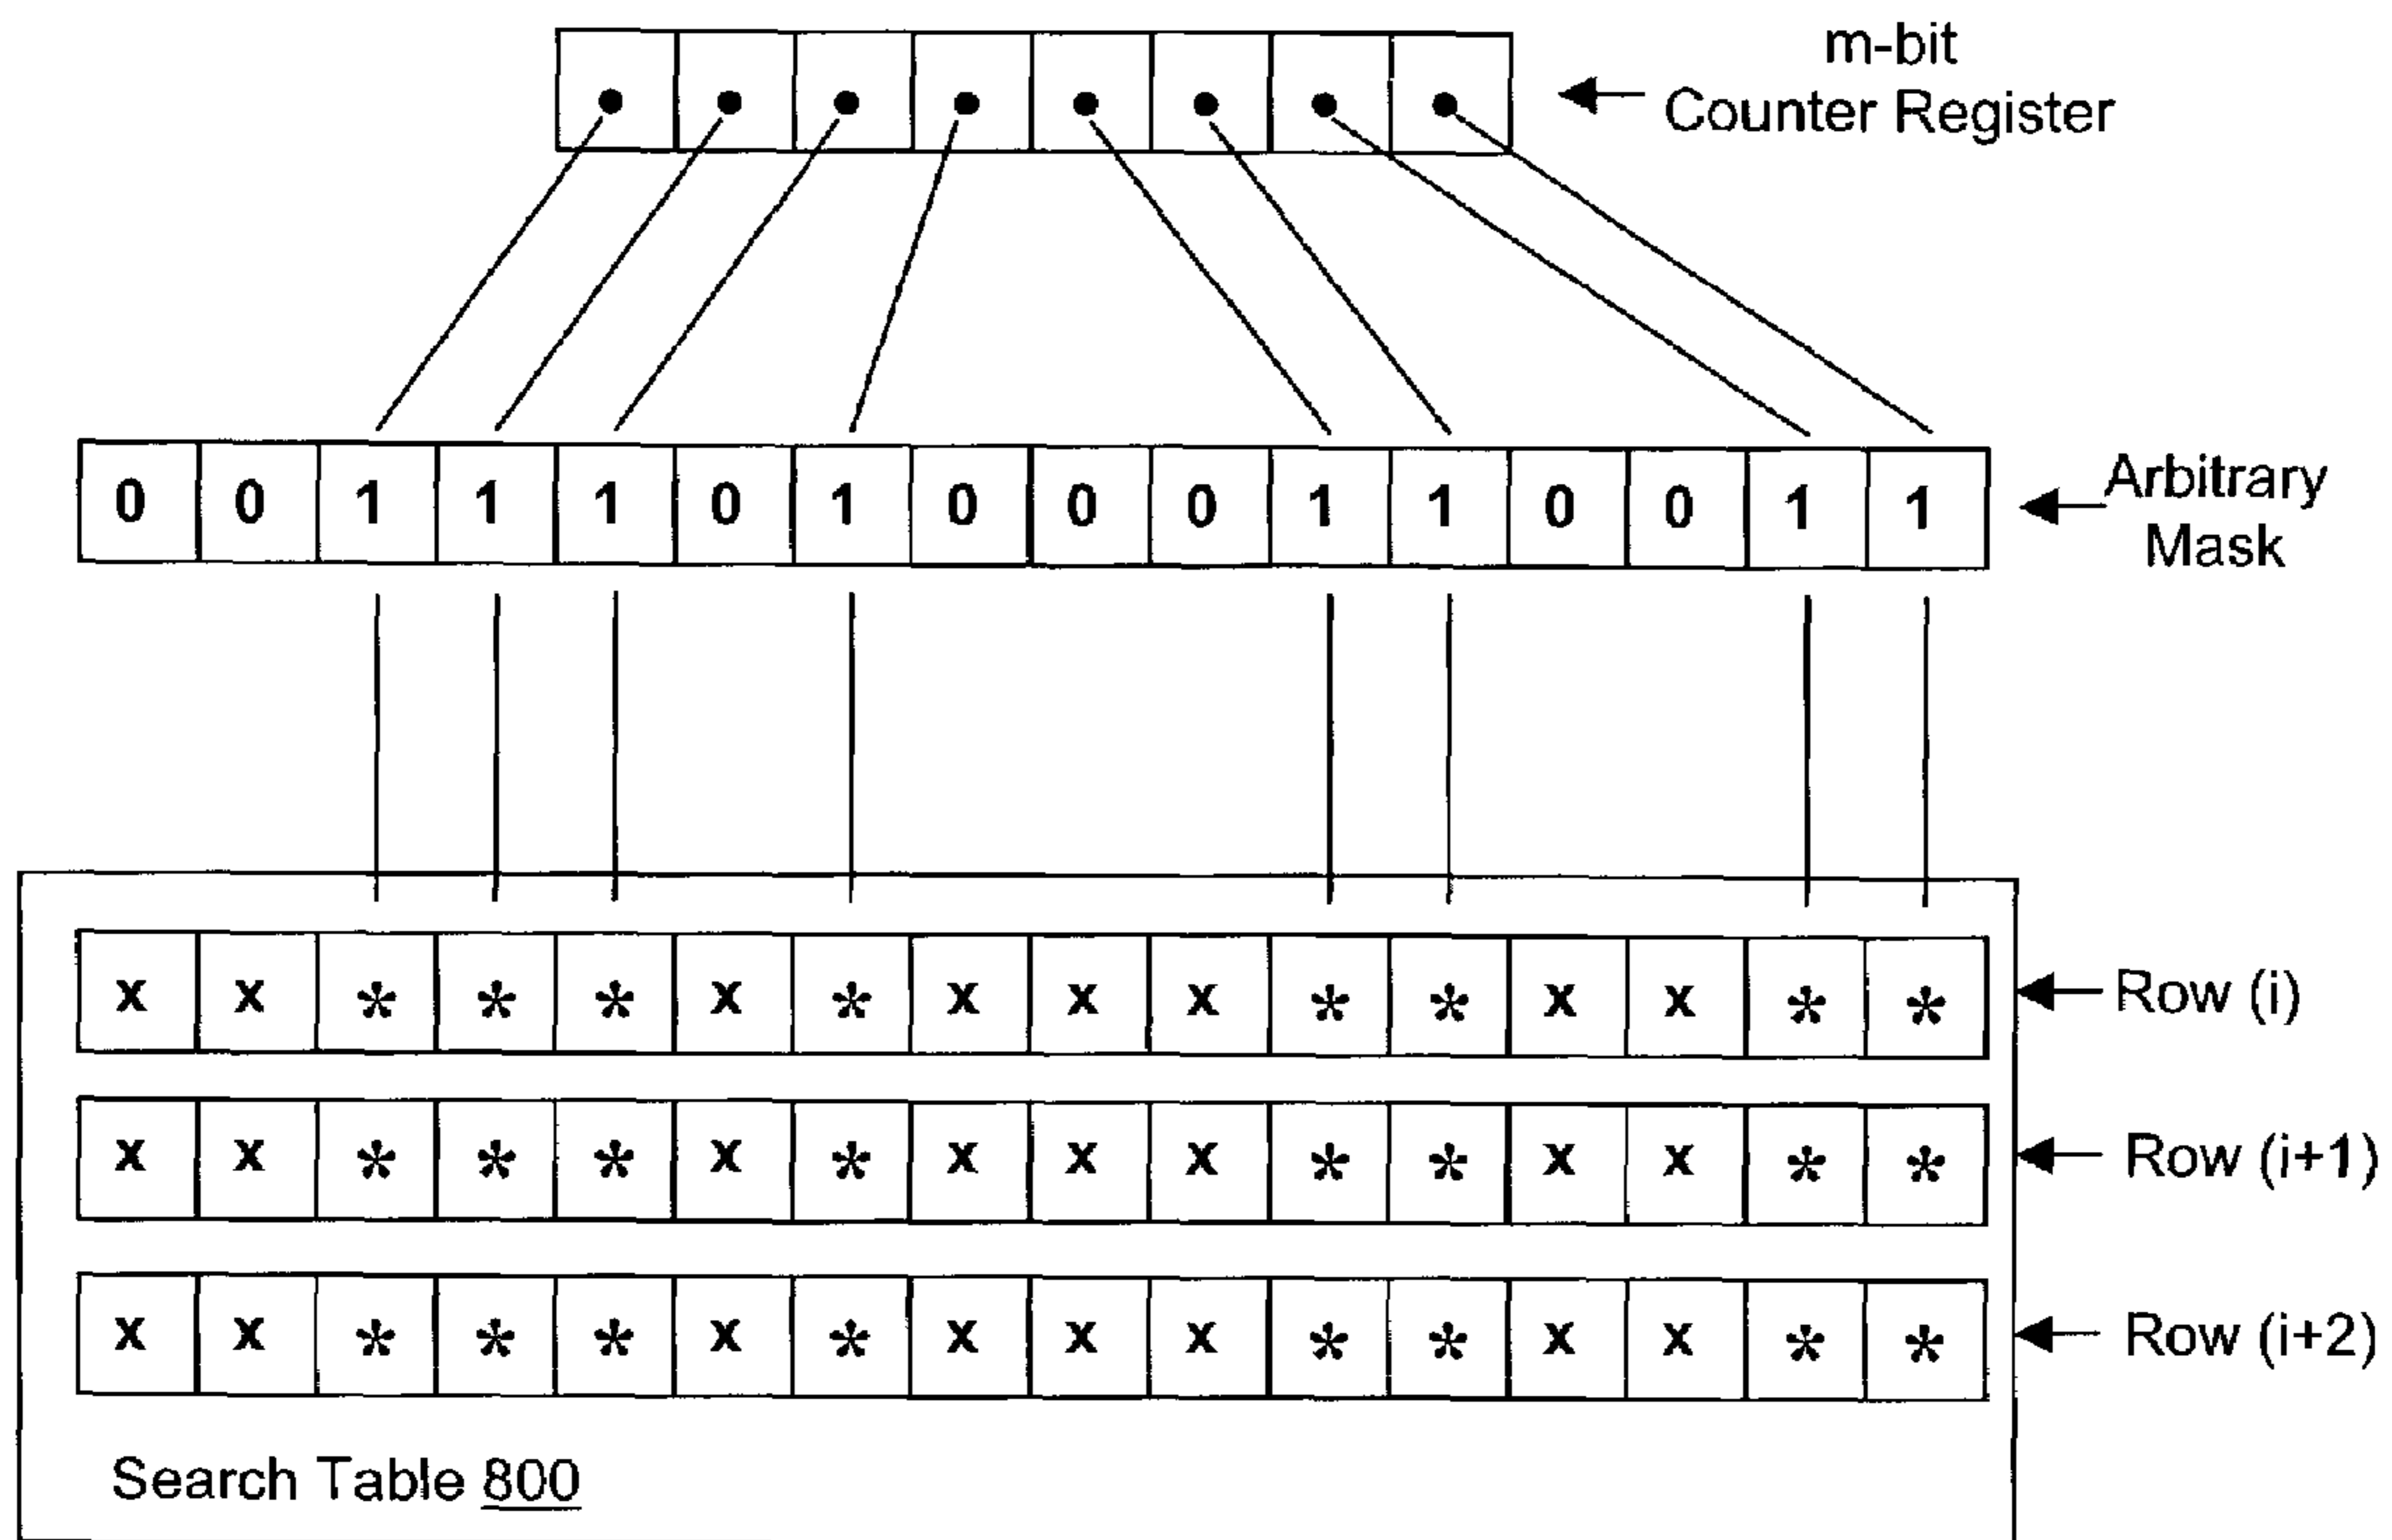 m-bit
Counter Register
0 0 1 1 1 0 1 0 0 0 1 1 0 0 1 1
Arbitrary
Mask
x x * * * x * x x x * * x x * *
Row (i)
x x * * * x * x x x * * x x * *
Row (i+1)
x x * * * x * x x x * * x x * *
Row (i+2)
Search Table 800